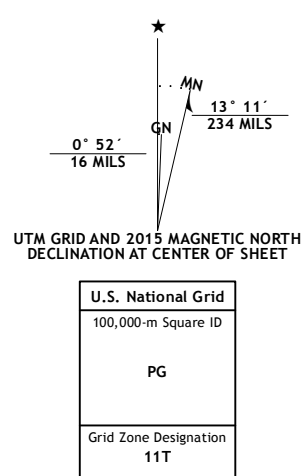 ★
MN
GN
13° 11´
234 MILS
0° 52´
16 MILS
UTM GRID AND 2015 MAGNETIC NORTH
DECLINATION AT CENTER OF SHEET
U.S. National Grid
100,000-m Square ID
PG
Grid Zone Designation
11T